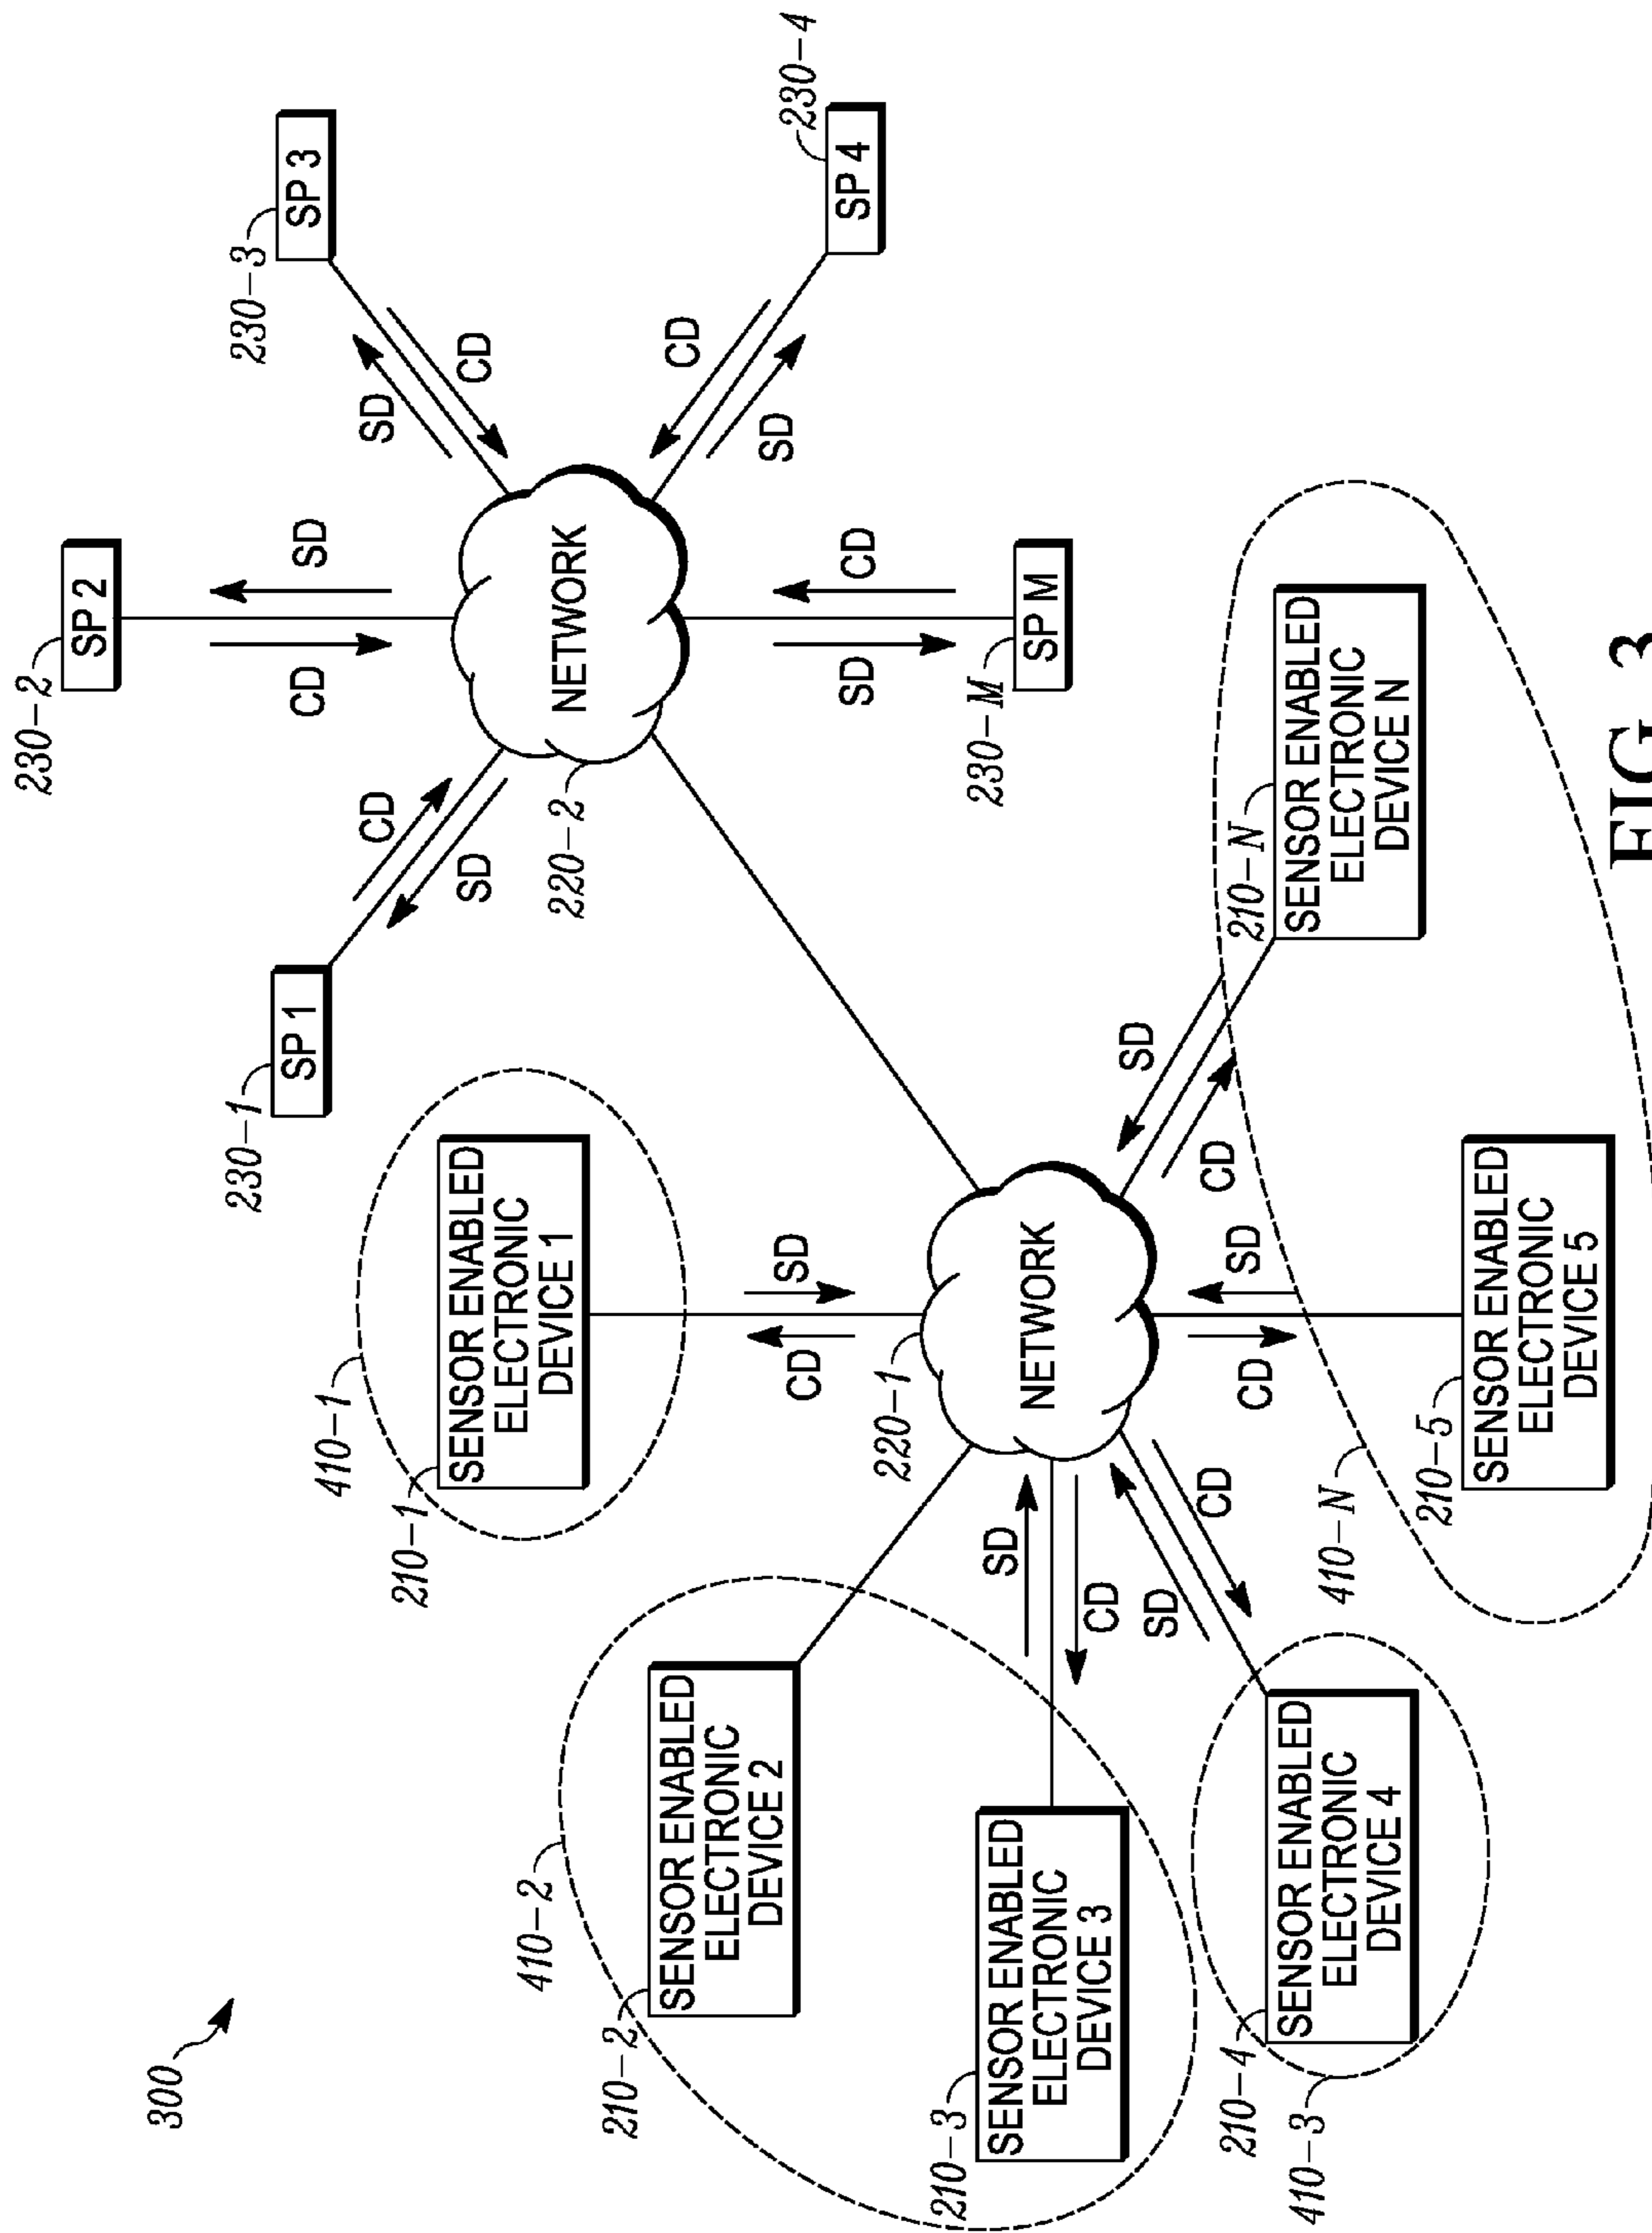 300
230-2
SP 2
230-3
SP 3
CD
SD
SD
CD
230-1
SP 1
CD
SD
NETWORK
220-2
CD
SD
230-4
SP 4
SD
CD
230-M
SP M
410-1
210-1
SENSOR ENABLED
ELECTRONIC
DEVICE 1
CD
SD
410-2
210-2
SENSOR ENABLED
ELECTRONIC
DEVICE 2
220-1
NETWORK
210-3
SENSOR ENABLED
ELECTRONIC
DEVICE 3
SD
CD
SD
CD
210-4
SENSOR ENABLED
ELECTRONIC
DEVICE 4
410-3
SD
CD
CD
SD
410-N
210-N
SENSOR ENABLED
ELECTRONIC
DEVICE N
210-5
SENSOR ENABLED
ELECTRONIC
DEVICE 5
FIG. 3